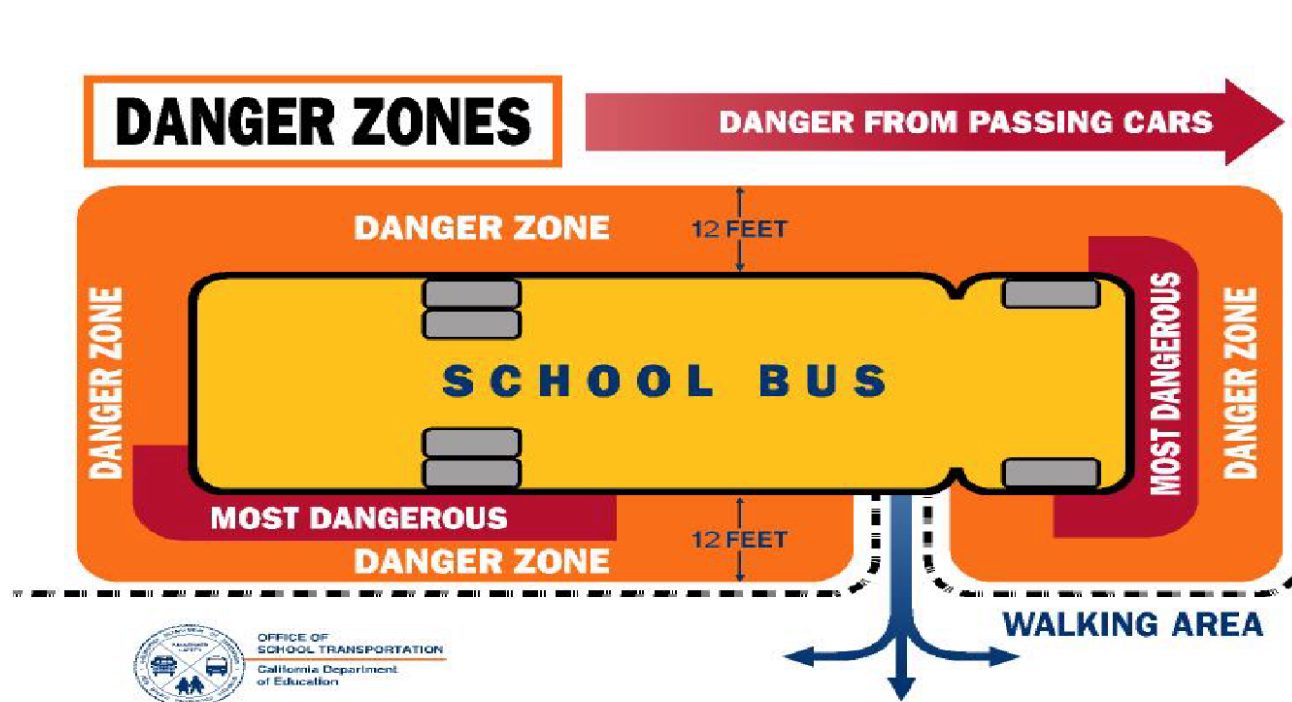 DANGER ZONES
DANGER FROM PASSING CARS
DANGER ZONE
12 FEET
DANGER ZONE
SCHOOL BUS
MOST DANGEROUS
DANGER ZONE
MOST DANGEROUS
12 FEET
DANGER ZONE
WALKING AREA
OFFICE OF
SCHOOL TRANSPORTATION
California Department
of Education